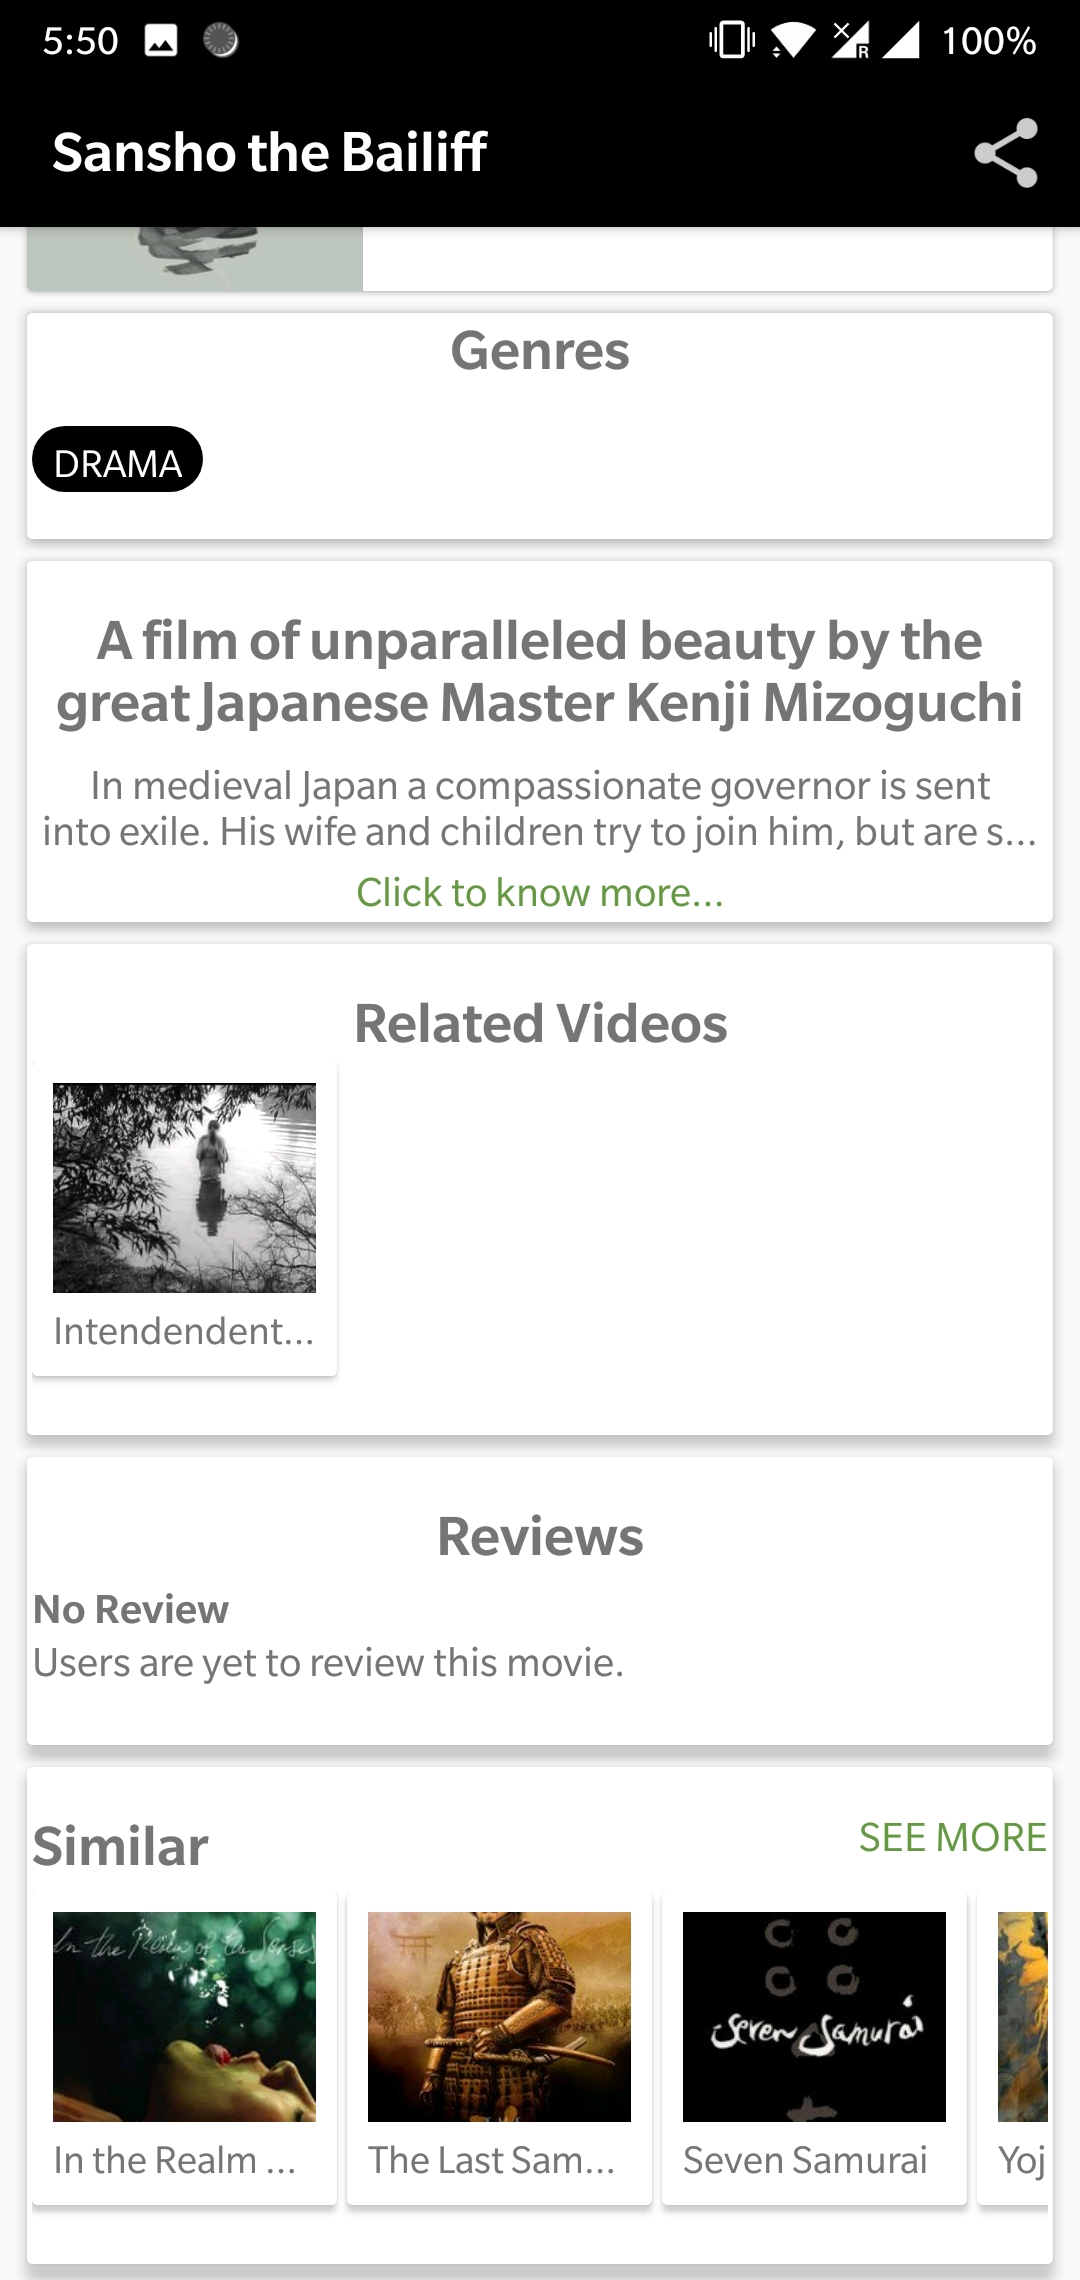 5:50
R
100%
Sansho the Bailiff
Genres
DRAMA
A film of unparalleled beauty by the
great Japanese Master Kenji Mizoguchi
In medieval Japan a compassionate governor is sent
into exile. His wife and children try to join him, but are s...
Click to know more...
Related Videos
Intendendent...
Reviews
No Review
Users are yet to review this movie.
Similar
SEE MORE
In the Realm of the Senses
Seven Samurai
In the Realm ...
The Last Sam...
Seven Samurai
Yoj